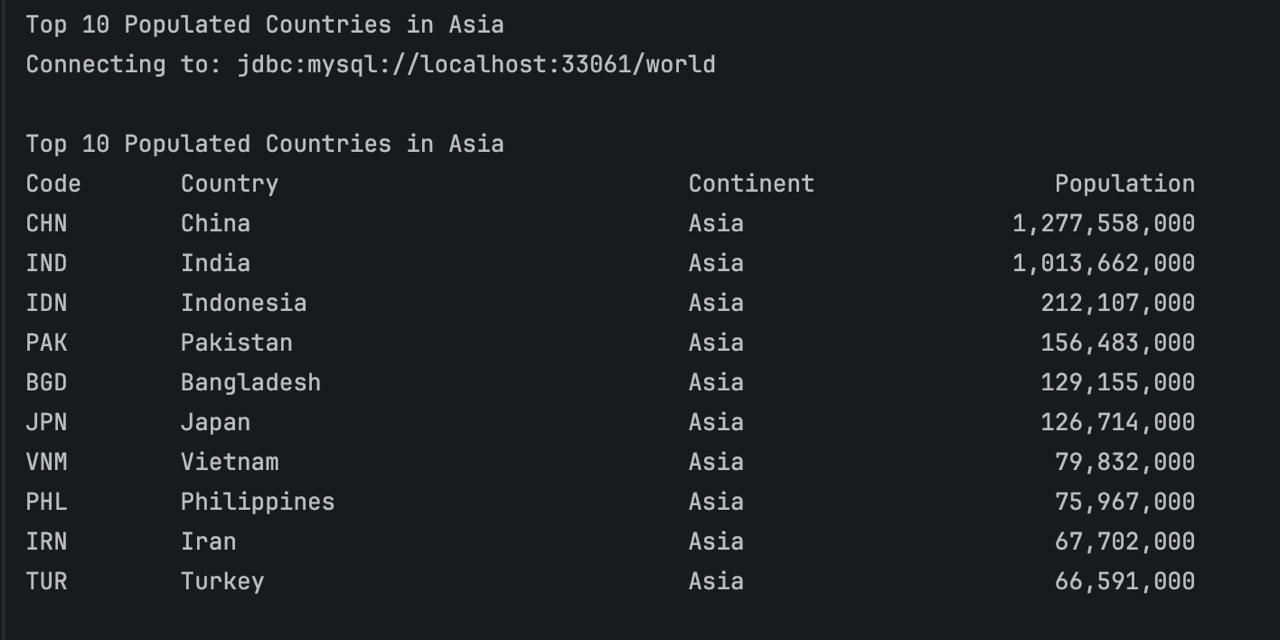 Top 10 Populated Countries in Asia
Connecting to: jdbc:mysql://localhost:33061/world
Top 10 Populated Countries in Asia
Code Country Continent Population
CHN China Asia 1,277,558,000
IND India Asia 1,013,662,000
IDN Indonesia Asia 212,107,000
PAK Pakistan Asia 156,483,000
BGD Bangladesh Asia 129,155,000
JPN Japan Asia 126,714,000
VNM Vietnam Asia 79,832,000
PHL Philippines Asia 75,967,000
IRN Iran Asia 67,702,000
TUR Turkey Asia 66,591,000